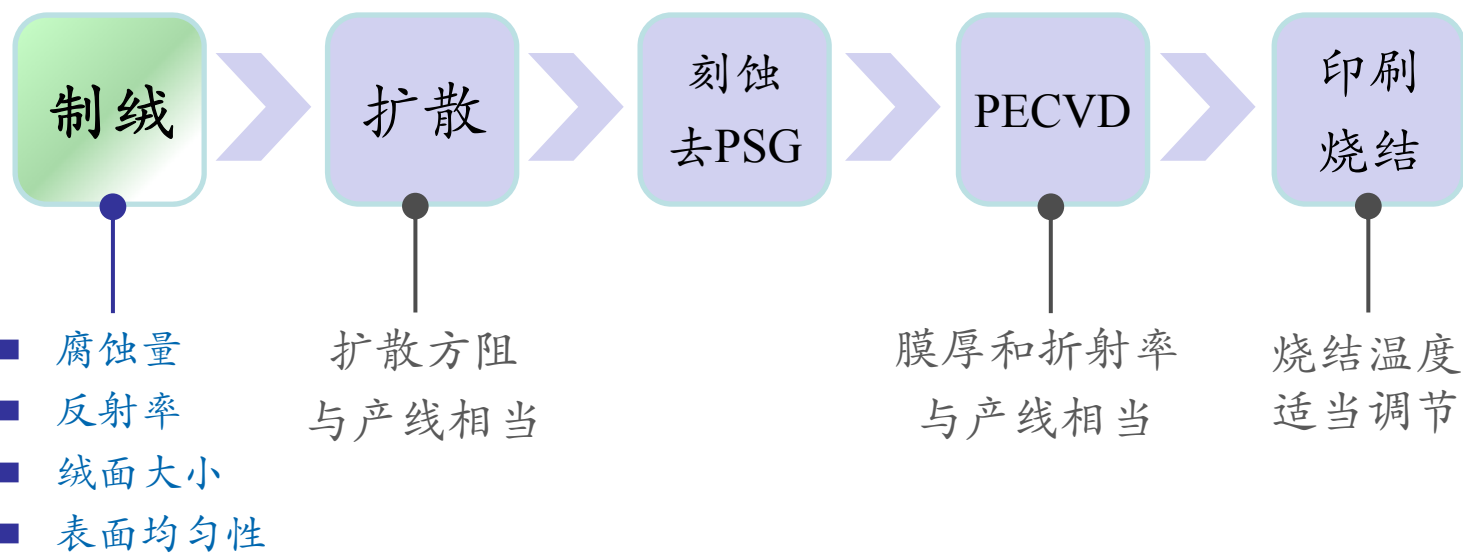 制绒
扩散
刻蚀
去PSG
PECVD
印刷
烧结
腐蚀量
反射率
绒面大小
表面均匀性
扩散方阻
与产线相当
膜厚和折射率
与产线相当
烧结温度
适当调节